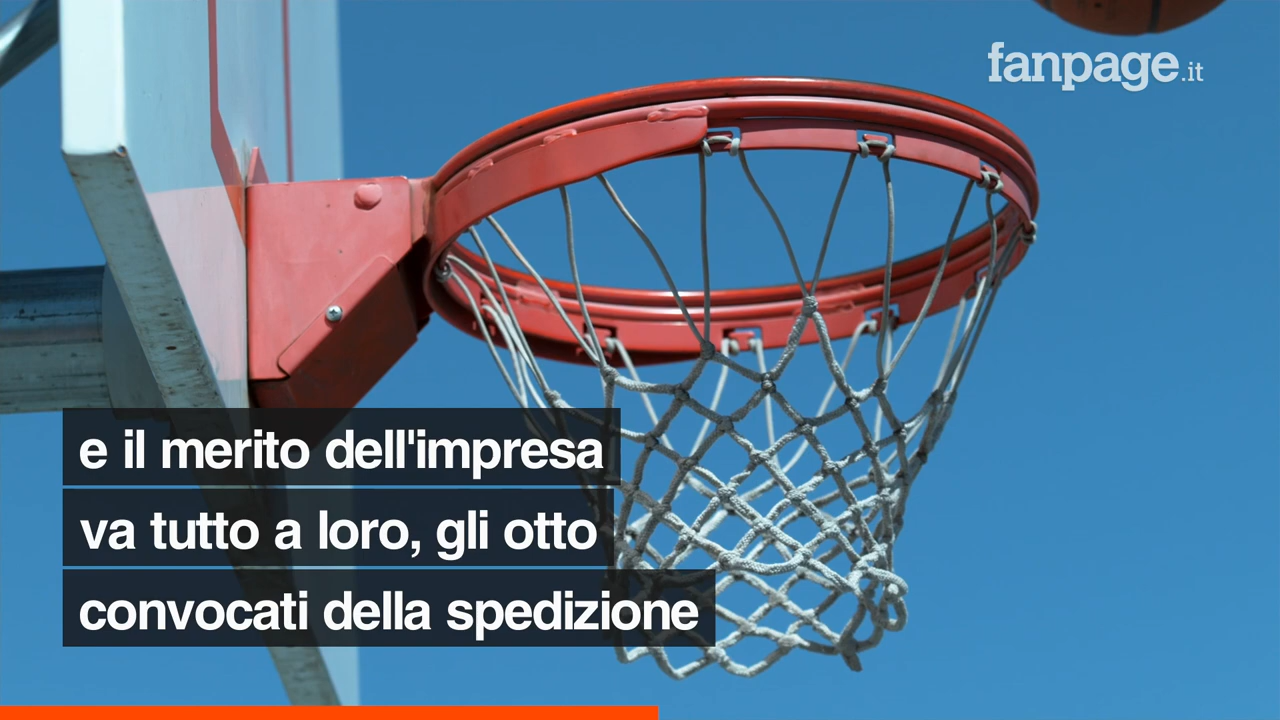 fanpage.it
e il merito dell'impresa
va tutto a loro, gli otto
convocati della spedizione